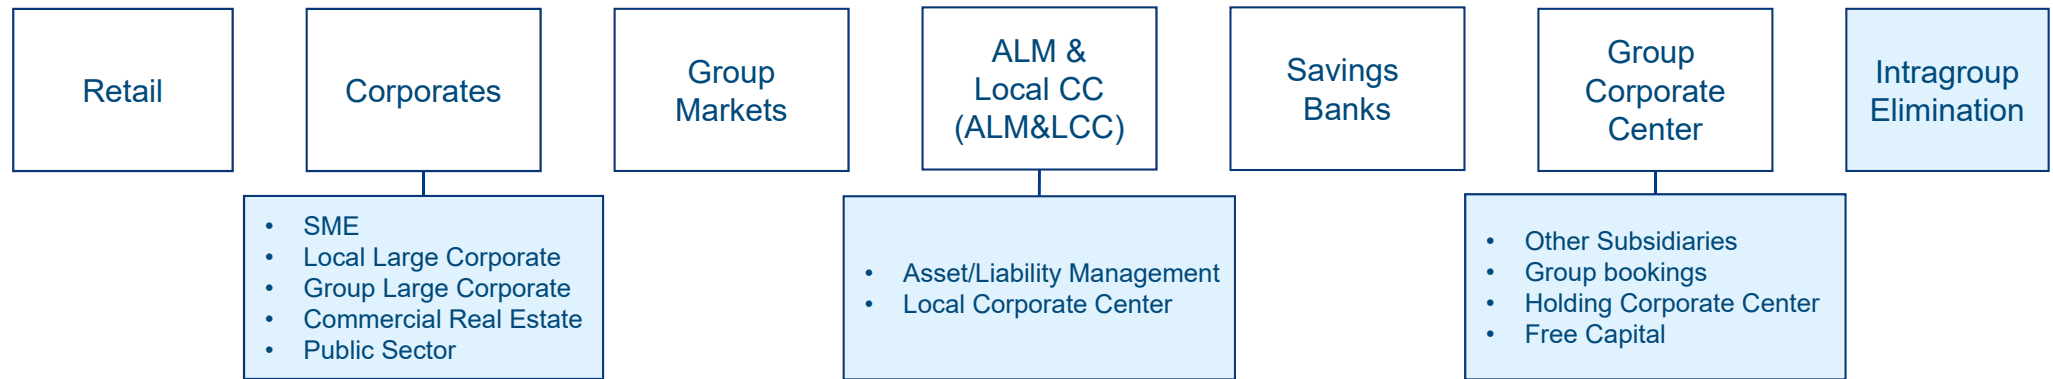 Retail
Corporates
Group
Markets
ALM &
Local CC
(ALM&LCC)
Savings
Banks
Group
Corporate
Center
Intragroup
Elimination
• SME
• Local Large Corporate
• Group Large Corporate
• Commercial Real Estate
• Public Sector
• Asset/Liability Management
• Local Corporate Center
• Other Subsidiaries
• Group bookings
• Holding Corporate Center
• Free Capital